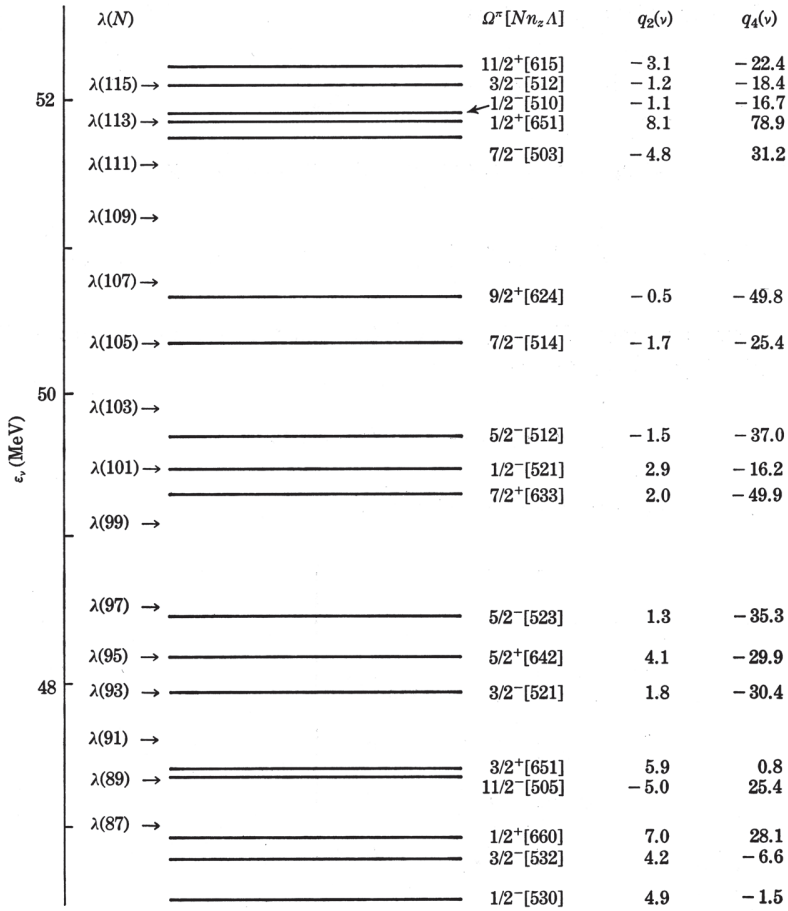 λ(N) Ω^π[Nn_zΛ] q₂(ν) q₄(ν)
11/2⁺[615] −3.1 −22.4
λ(115)→ 3/2⁻[512] −1.2 −18.4
52 1/2⁻[510] −1.1 −16.7
λ(113)→ 1/2⁺[651] 8.1 78.9
7/2⁻[503] −4.8 31.2
λ(111)→
λ(109)→
λ(107)→
9/2⁺[624] −0.5 −49.8
λ(105)→ 7/2⁻[514] −1.7 −25.4
50
λ(103)→
5/2⁻[512] −1.5 −37.0
ε_ν(MeV)
λ(101)→ 1/2⁻[521] 2.9 −16.2
7/2⁺[633] 2.0 −49.9
λ(99) →
λ(97) →
5/2⁻[523] 1.3 −35.3
λ(95) → 5/2⁺[642] 4.1 −29.9
48 λ(93) → 3/2⁻[521] 1.8 −30.4
λ(91) →
3/2⁺[651] 5.9 0.8
λ(89) → 11/2⁻[505] −5.0 25.4
λ(87) →
1/2⁺[660] 7.0 28.1
3/2⁻[532] 4.2 −6.6
1/2⁻[530] 4.9 −1.5